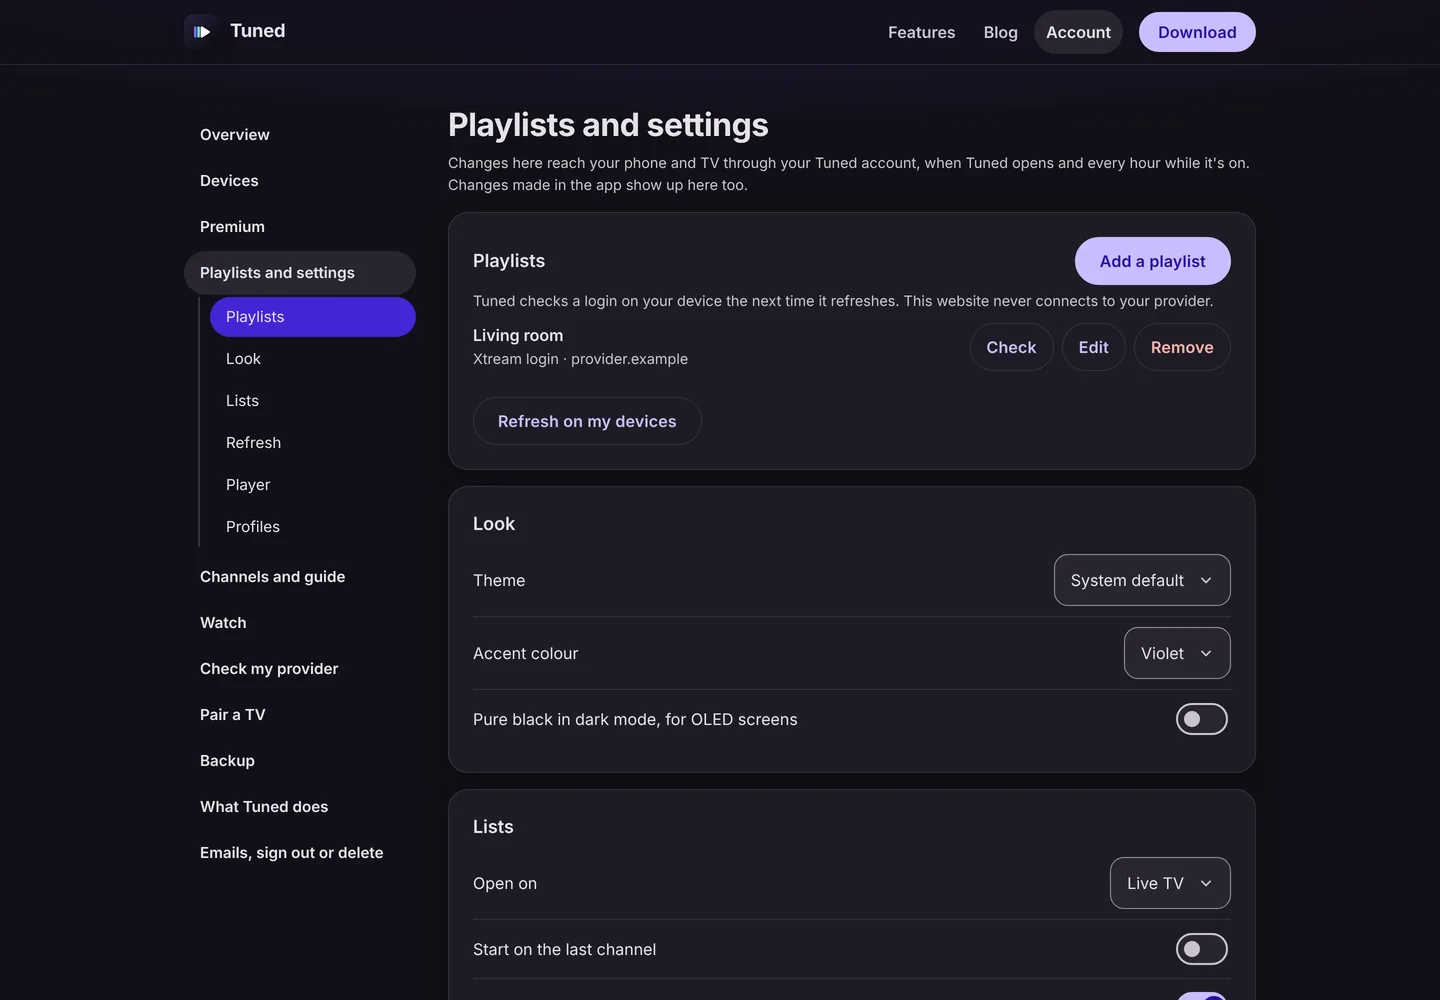 Tuned
Features
Blog
Account
Download
Overview
Devices
Premium
Playlists and settings
Playlists
Look
Lists
Refresh
Player
Profiles
Channels and guide
Watch
Check my provider
Pair a TV
Backup
What Tuned does
Emails, sign out or delete
Playlists and settings
Changes here reach your phone and TV through your Tuned account, when Tuned opens and every hour while it's on.
Changes made in the app show up here too.
Playlists
Add a playlist
Tuned checks a login on your device the next time it refreshes. This website never connects to your provider.
Living room
Xtream login · provider.example
Check
Edit
Remove
Refresh on my devices
Look
Theme
System default
Accent colour
Violet
Pure black in dark mode, for OLED screens
Lists
Open on
Live TV
Start on the last channel